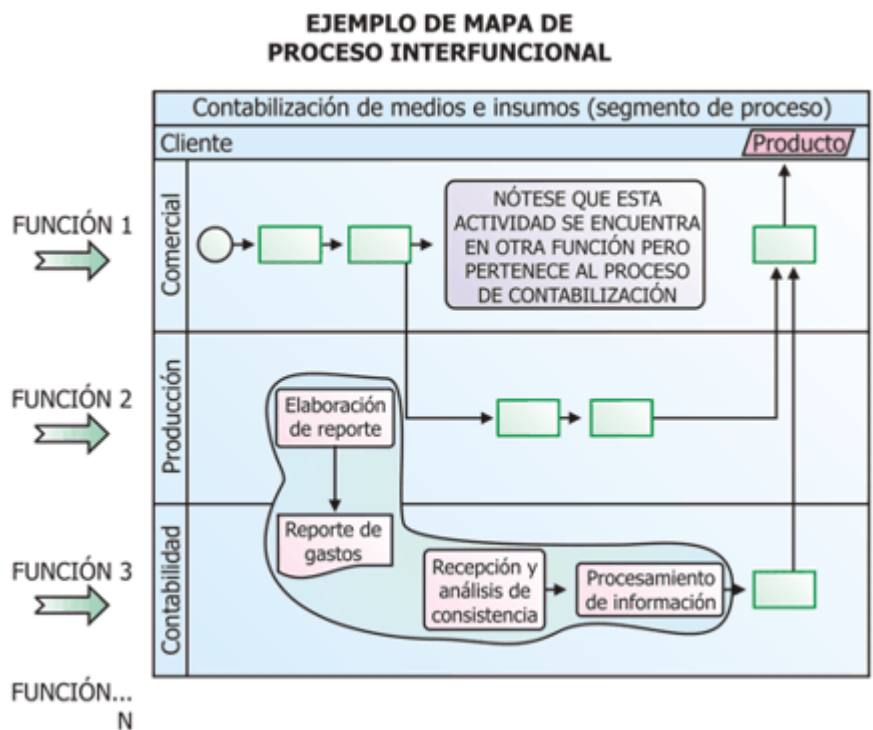 EJEMPLO DE MAPA DE
PROCESO INTERFUNCIONAL
Contabilización de medios e insumos (segmento de proceso)
Cliente
Producto
FUNCIÓN 1
Comercial
NÓTESE QUE ESTA
ACTIVIDAD SE ENCUENTRA
EN OTRA FUNCIÓN PERO
PERTENECE AL PROCESO
DE CONTABILIZACIÓN
FUNCIÓN 2
Producción
Elaboración
de reporte
FUNCIÓN 3
Contabilidad
Reporte de
gastos
Recepción y
análisis de
consistencia
Procesamiento
de información
FUNCIÓN...
N